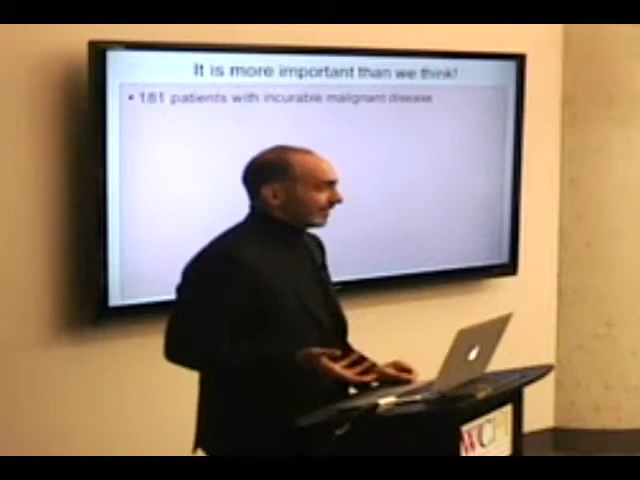 It is more important than we think!
• 181 patients with incurable malignant disease